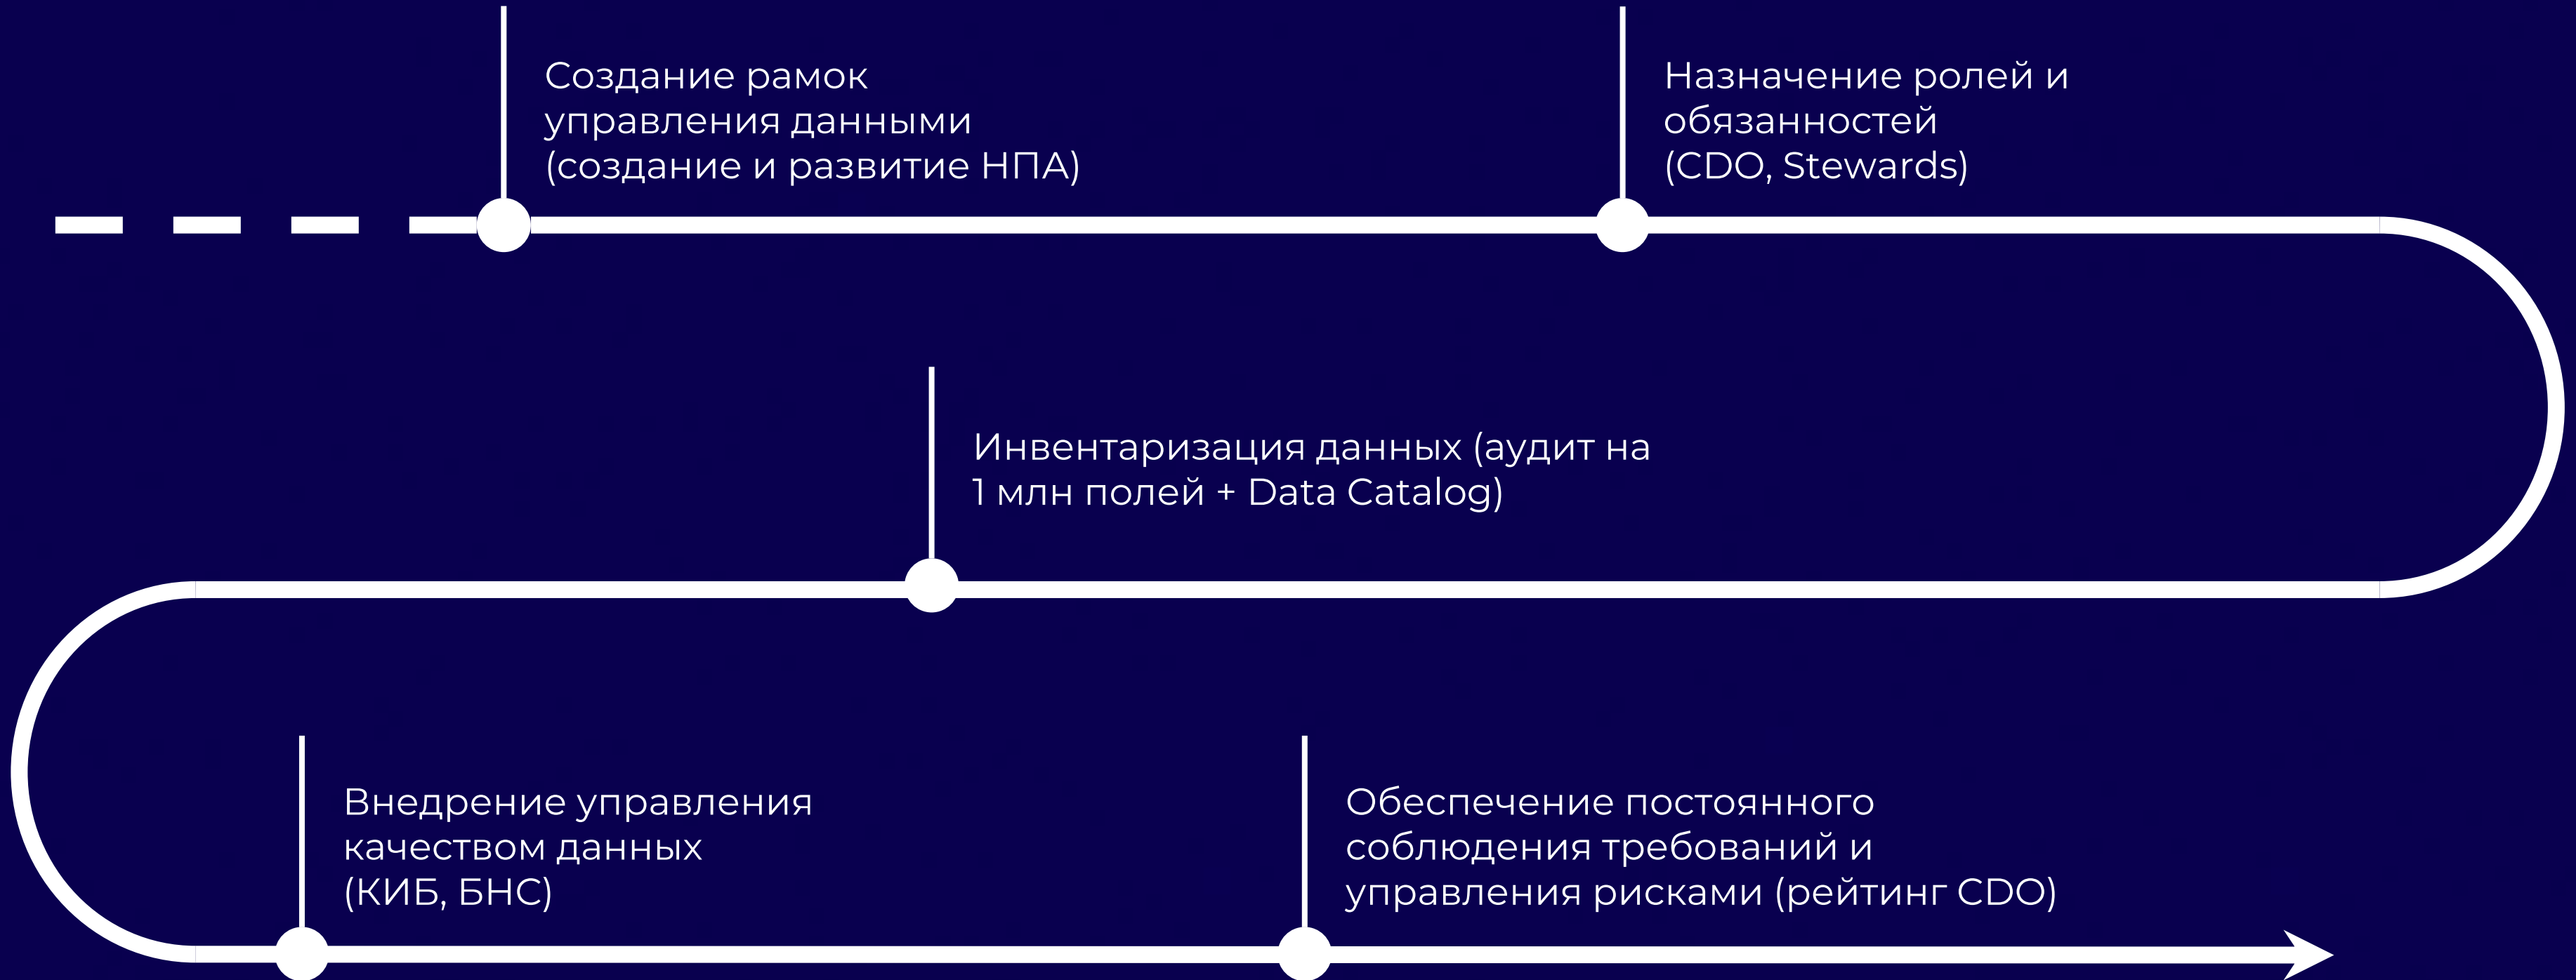 Создание рамок
управления данными
(создание и развитие НПА)
Назначение ролей и
обязанностей
(CDO, Stewards)
Инвентаризация данных (аудит на
1 млн полей + Data Catalog)
Внедрение управления
качеством данных
(КИБ, БНС)
Обеспечение постоянного
соблюдения требований и
управления рисками (рейтинг CDO)